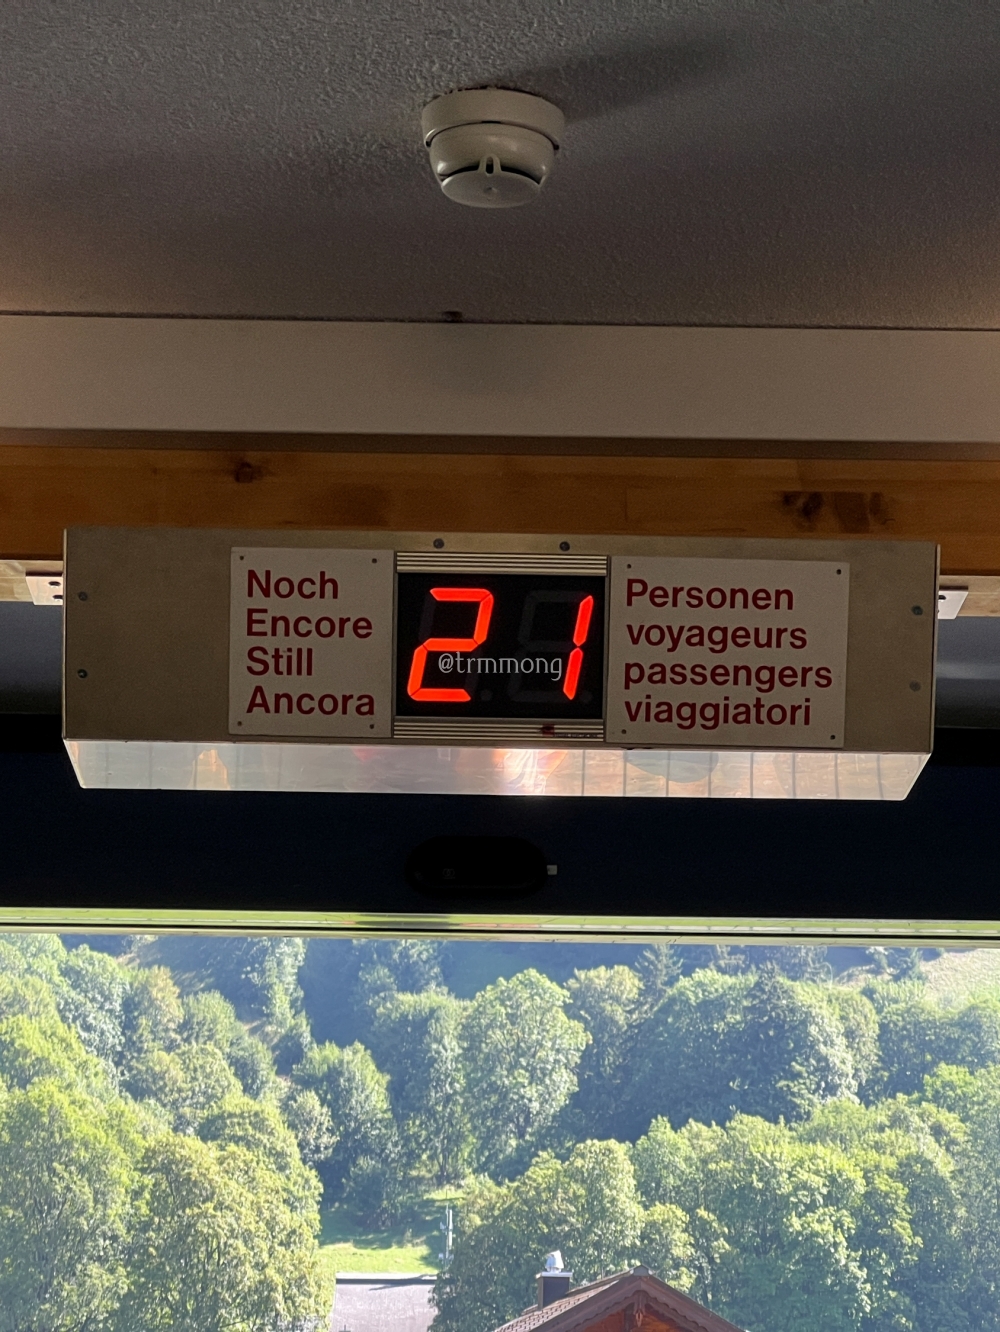 Noch
Encore
Still
Ancora
21
@trmmong
Personen
voyageurs
passengers
viaggiatori